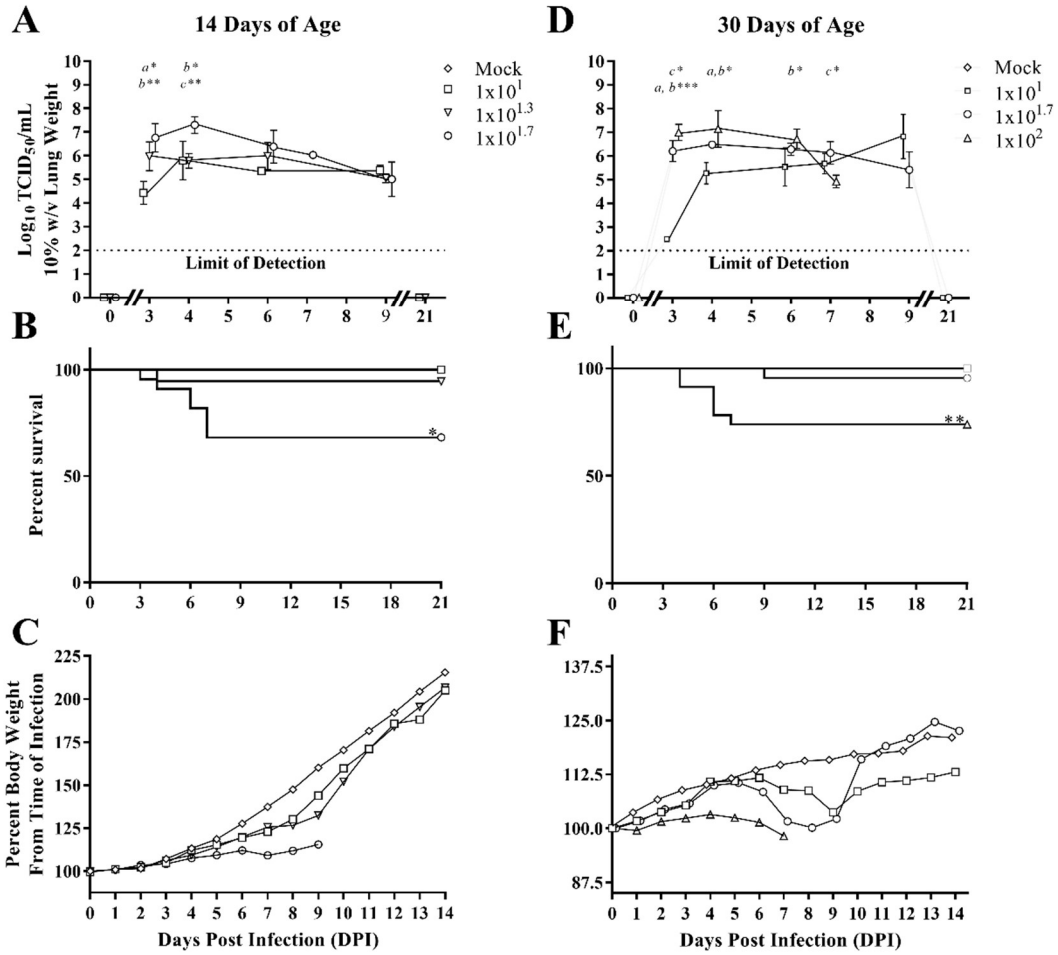 A
14 Days of Age
Log10 TCID50/mL
10% w/v Lung Weight
10
9
8
7
6
5
4
3
2
1
0
a*
b**
b*
c**
Mock
1x10^1
1x10^1.3
1x10^1.7
Limit of Detection
0 3 4 5 6 7 8 9 21
D
30 Days of Age
10
9
8
7
6
5
4
3
2
1
0
c*
a, b***
a,b*
b*
c*
Mock
1x10^1
1x10^1.7
1x10^2
Limit of Detection
0 3 4 5 6 7 8 9 21
B
Percent survival
100
50
0
*
0 3 6 9 12 15 18 21
E
100
50
0
**
0 3 6 9 12 15 18 21
C
Percent Body Weight
From Time of Infection
225
200
175
150
125
100
0 1 2 3 4 5 6 7 8 9 10 11 12 13 14
Days Post Infection (DPI)
F
137.5
125.0
112.5
100.0
87.5
0 1 2 3 4 5 6 7 8 9 10 11 12 13 14
Days Post Infection (DPI)